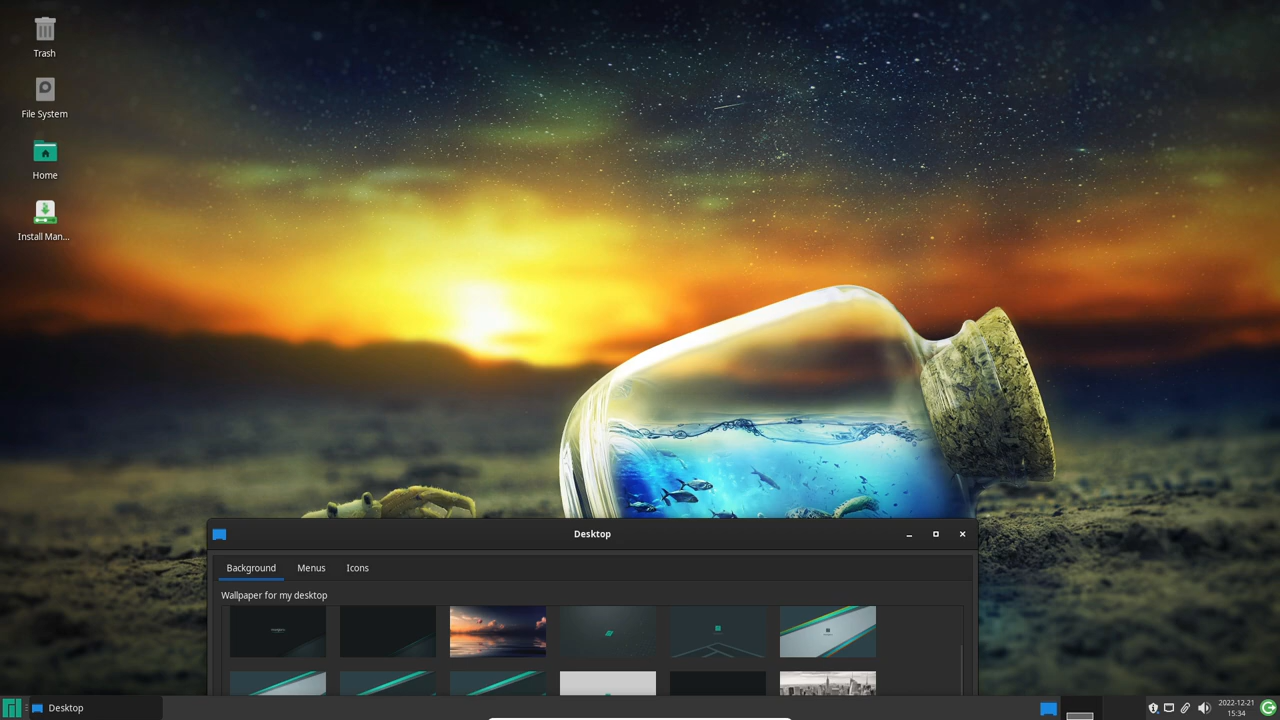 Trash
File System
Home
Install Man...
Desktop
Background Menus Icons
Wallpaper for my desktop
Desktop
2022-12-21
15:34